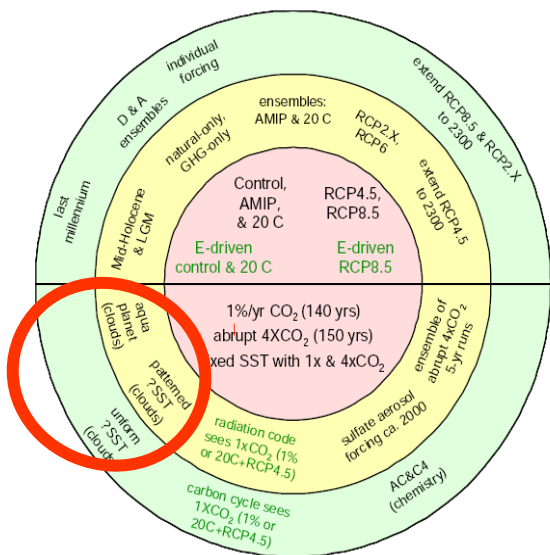 individual
forcing
D & A
ensembles
last
millennium
extend RCP8.5 & RCP2.X
to 2300
natural-only,
GHG-only
ensembles:
AMIP & 20 C
RCP2.X,
RCP6
extend RCP4.5
to 2300
Mid-Holocene
& LGM
Control,
AMIP,
& 20 C
RCP4.5,
RCP8.5
E-driven
control & 20 C
E-driven
RCP8.5
1%/yr CO₂ (140 yrs)
abrupt 4XCO₂ (150 yrs)
xed SST with 1x & 4xCO₂
aqua
planet
(clouds)
patterned
?SST
(clouds)
unform
?SST
(clouds)
radiation code
sees 1xCO₂ (1%
or 20C+RCP4.5)
carbon cycle sees
1XCO₂ (1% or
20C+RCP4.5)
sulfate aerosol
forcing ca. 2000
ensemble of
abrupt 4xCO₂
5-yr runs
AC&C4
(chemistry)